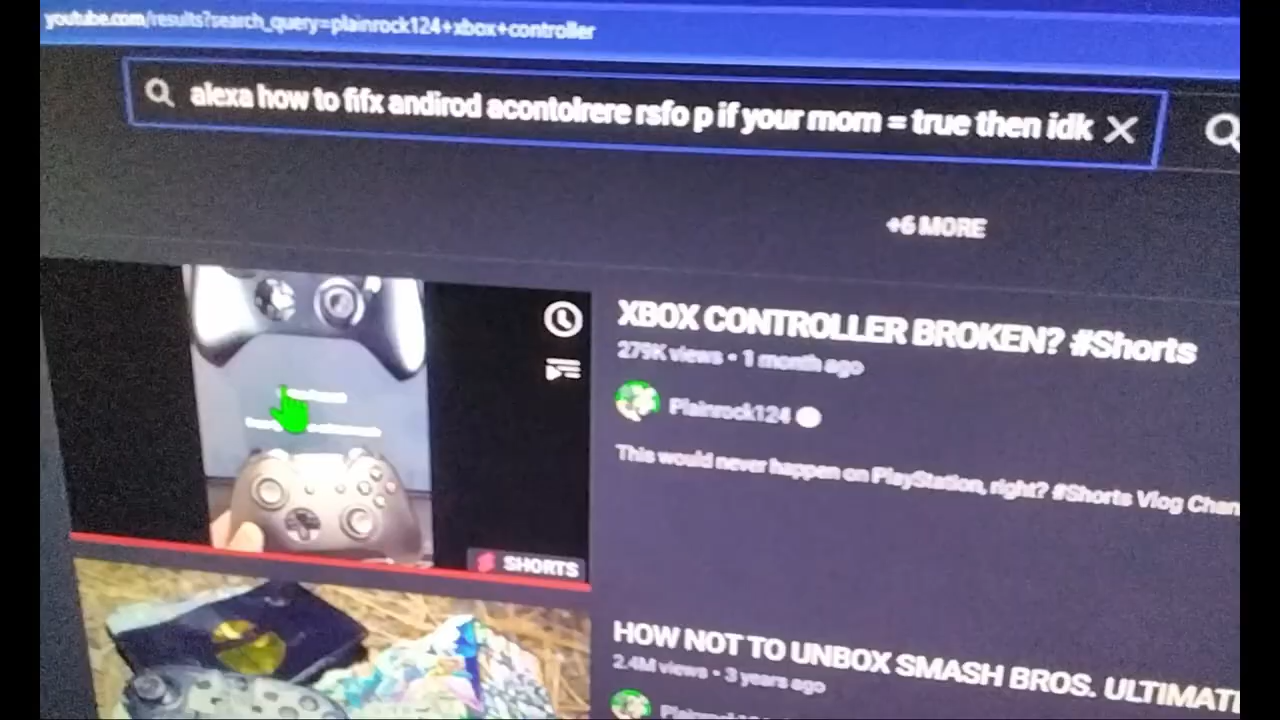 youtube.com/results?search_query=plainrock124+xbox+controller
alexa how to fifx andirod acontolrere rsfo p if your mom = true then idk
+6 MORE
XBOX CONTROLLER BROKEN? #Shorts
279K views • 1 month ago
Plainrock124
This would never happen on PlayStation, right? #Shorts Vlog Chan
SHORTS
HOW NOT TO UNBOX SMASH BROS. ULTIMAT
2.4M views • 3 years ago